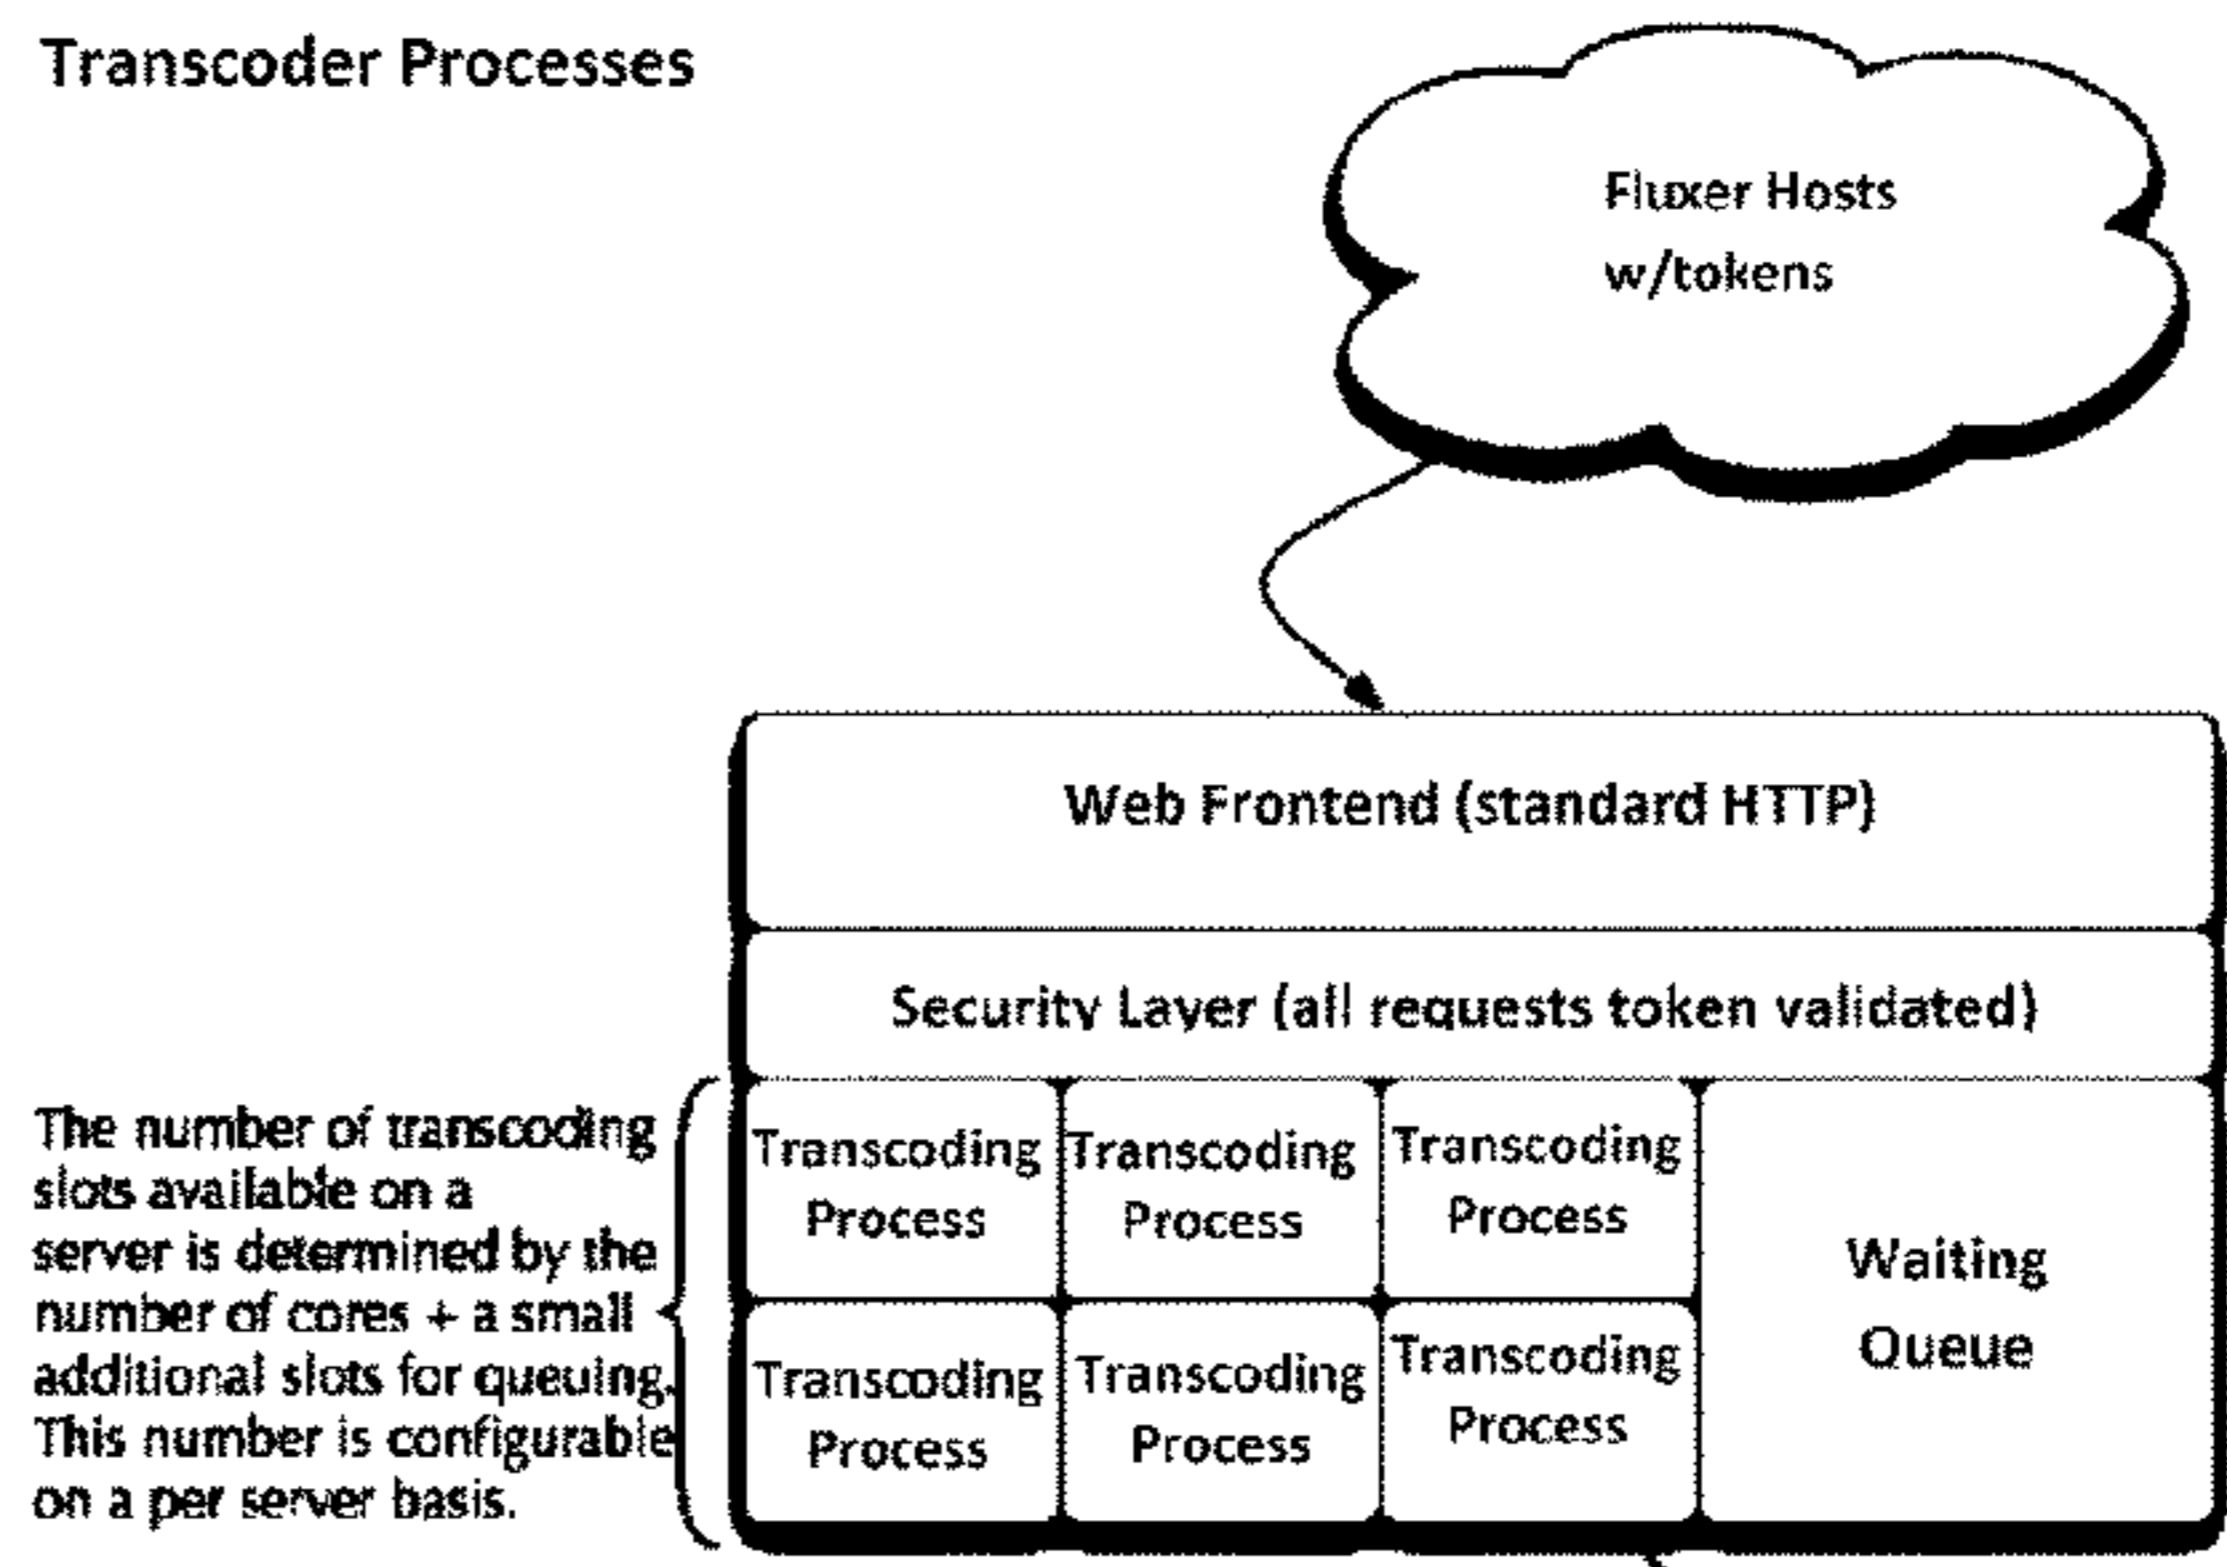 Transcoder Processes
Fluxer Hosts
w/tokens
Web Frontend (standard HTTP)
Security Layer (all requests token validated)
The number of transcoding
slots available on a
server is determined by the
number of cores + a small
additional slots for queuing.
This number is configurable
on a per server basis.
Transcoding
Process
Transcoding
Process
Transcoding
Process
Transcoding
Process
Transcoding
Process
Transcoding
Process
Waiting
Queue